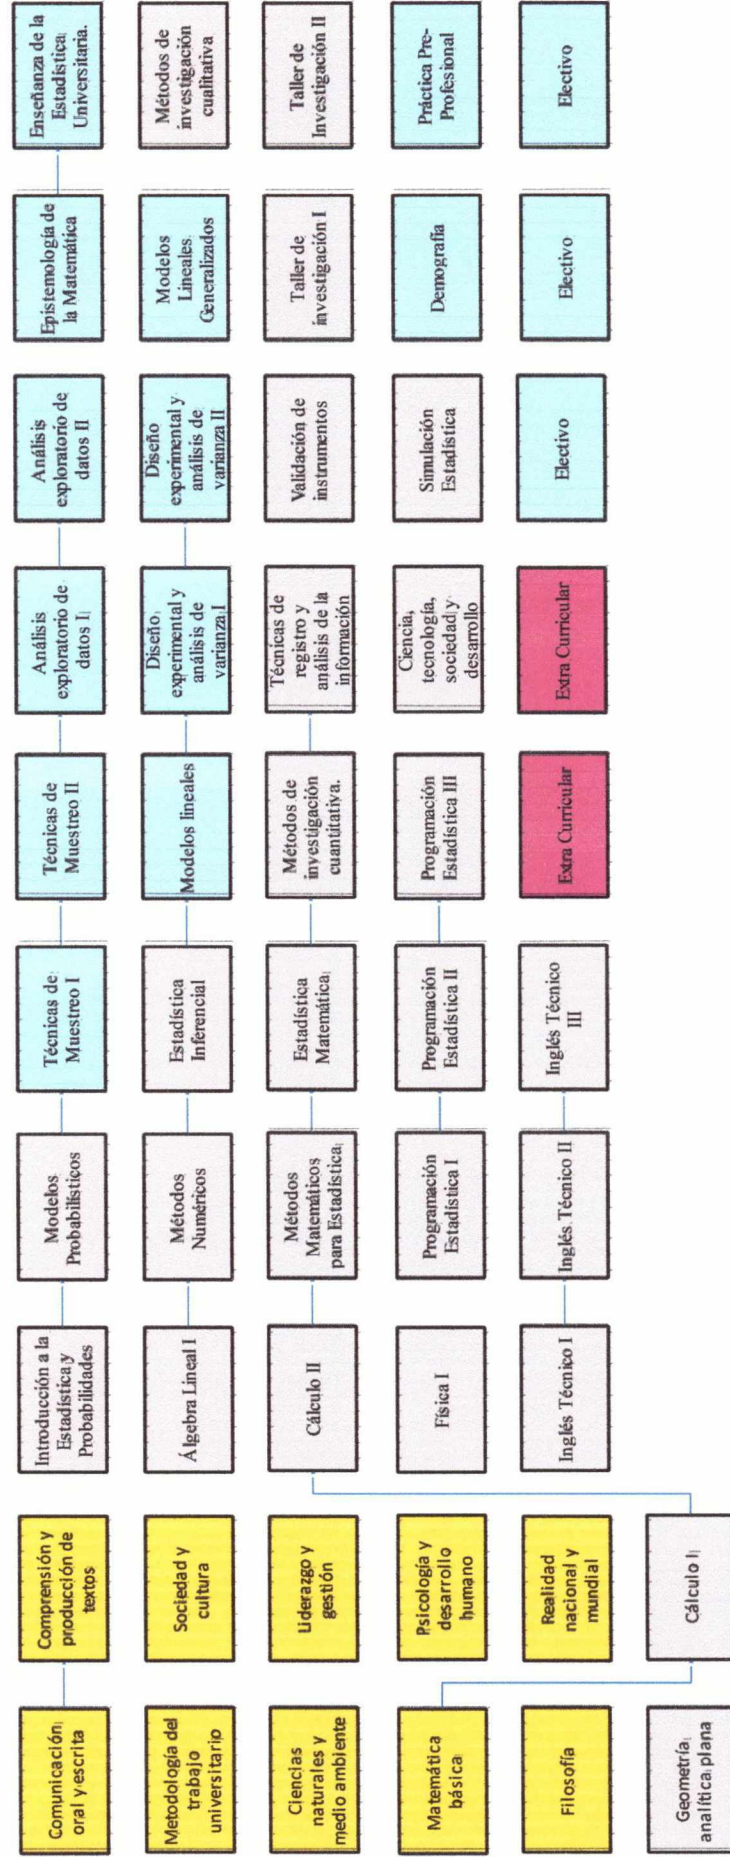 Comunicación
oral y escrita
Metodología del
trabajo
universitario
Ciencias
naturales y
medio ambiente
Matemática
básica
Filosofía
Geometría
analítica plana
Comprensión y
producción de
textos
Sociedad y
cultura
Liderazgo y
gestión
Psicología y
desarrollo
humano
Realidad
nacional y
mundial
Cálculo I
Introducción a la
Estadística y
Probabilidades
Álgebra Lineal I
Cálculo II
Física I
Inglés Técnico I
Modelos
Probabilísticos
Métodos
Numéricos
Métodos
Matemáticos
para Estadística
Programación
Estadística I
Inglés Técnico II
Técnicas de
Muestreo I
Estadística
Inferencial
Estadística
Matemática
Programación
Estadística II
Inglés Técnico
III
Técnicas de
Muestreo II
Modelos lineales
Métodos de
investigación
cuantitativa.
Programación
Estadística III
Extra Curricular
Análisis
exploratorio de
datos I
Diseño
experimental y
análisis de
varianza I
Técnicas de
registro y
análisis de la
información
Ciencia,
tecnología,
sociedad y
desarrollo
Extra Curricular
Análisis
exploratorio de
datos II
Diseño
experimental y
análisis de
varianza II
Validación de
instrumentos
Simulación
Estadística
Electivo
Epistemología de
la Matemática
Modelos
Lineales
Generalizados
Taller de
investigación I
Demografía
Electivo
Enseñanza de la
Estadística
Universitaria.
Métodos de
investigación
cualitativa
Taller de
Investigación II
Práctica Pre-
Profesional
Electivo